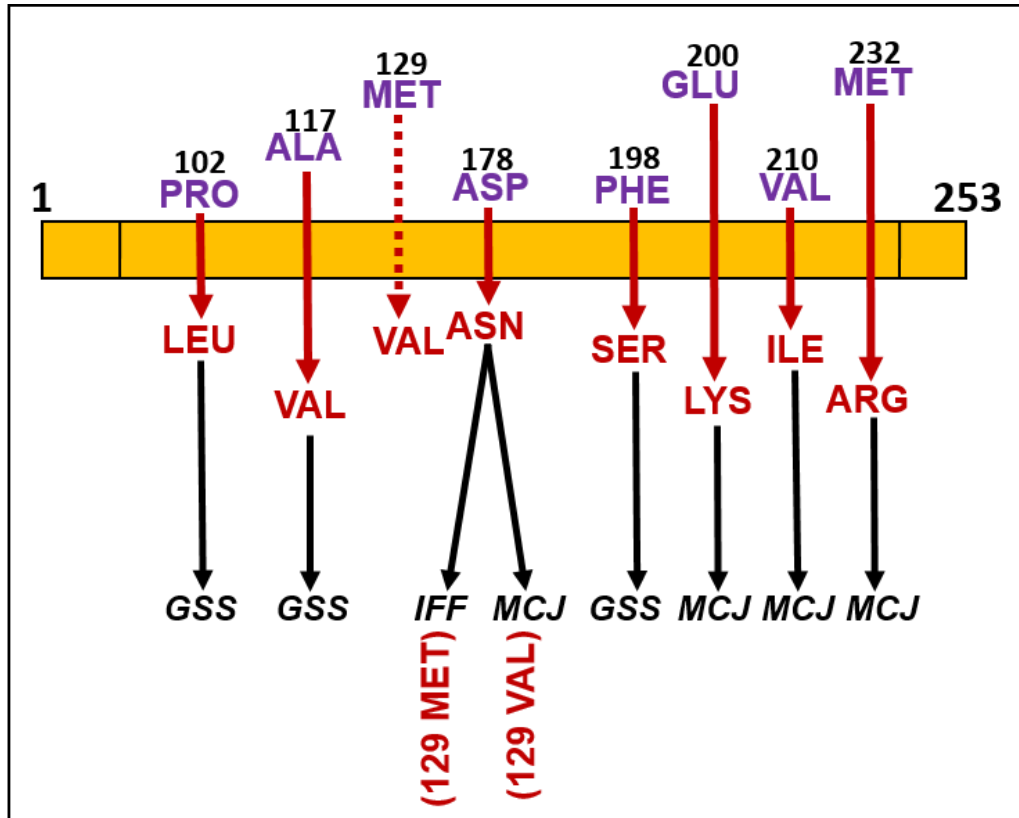 129
MET
200
GLU
232
MET
117
ALA
102
PRO
178
ASP
198
PHE
210
VAL
1
253
LEU
VAL
VAL
ASN
SER
LYS
ILE
ARG
GSS
GSS
IFF
MCJ
GSS
MCJ
MCJ
MCJ
(129 MET)
(129 VAL)